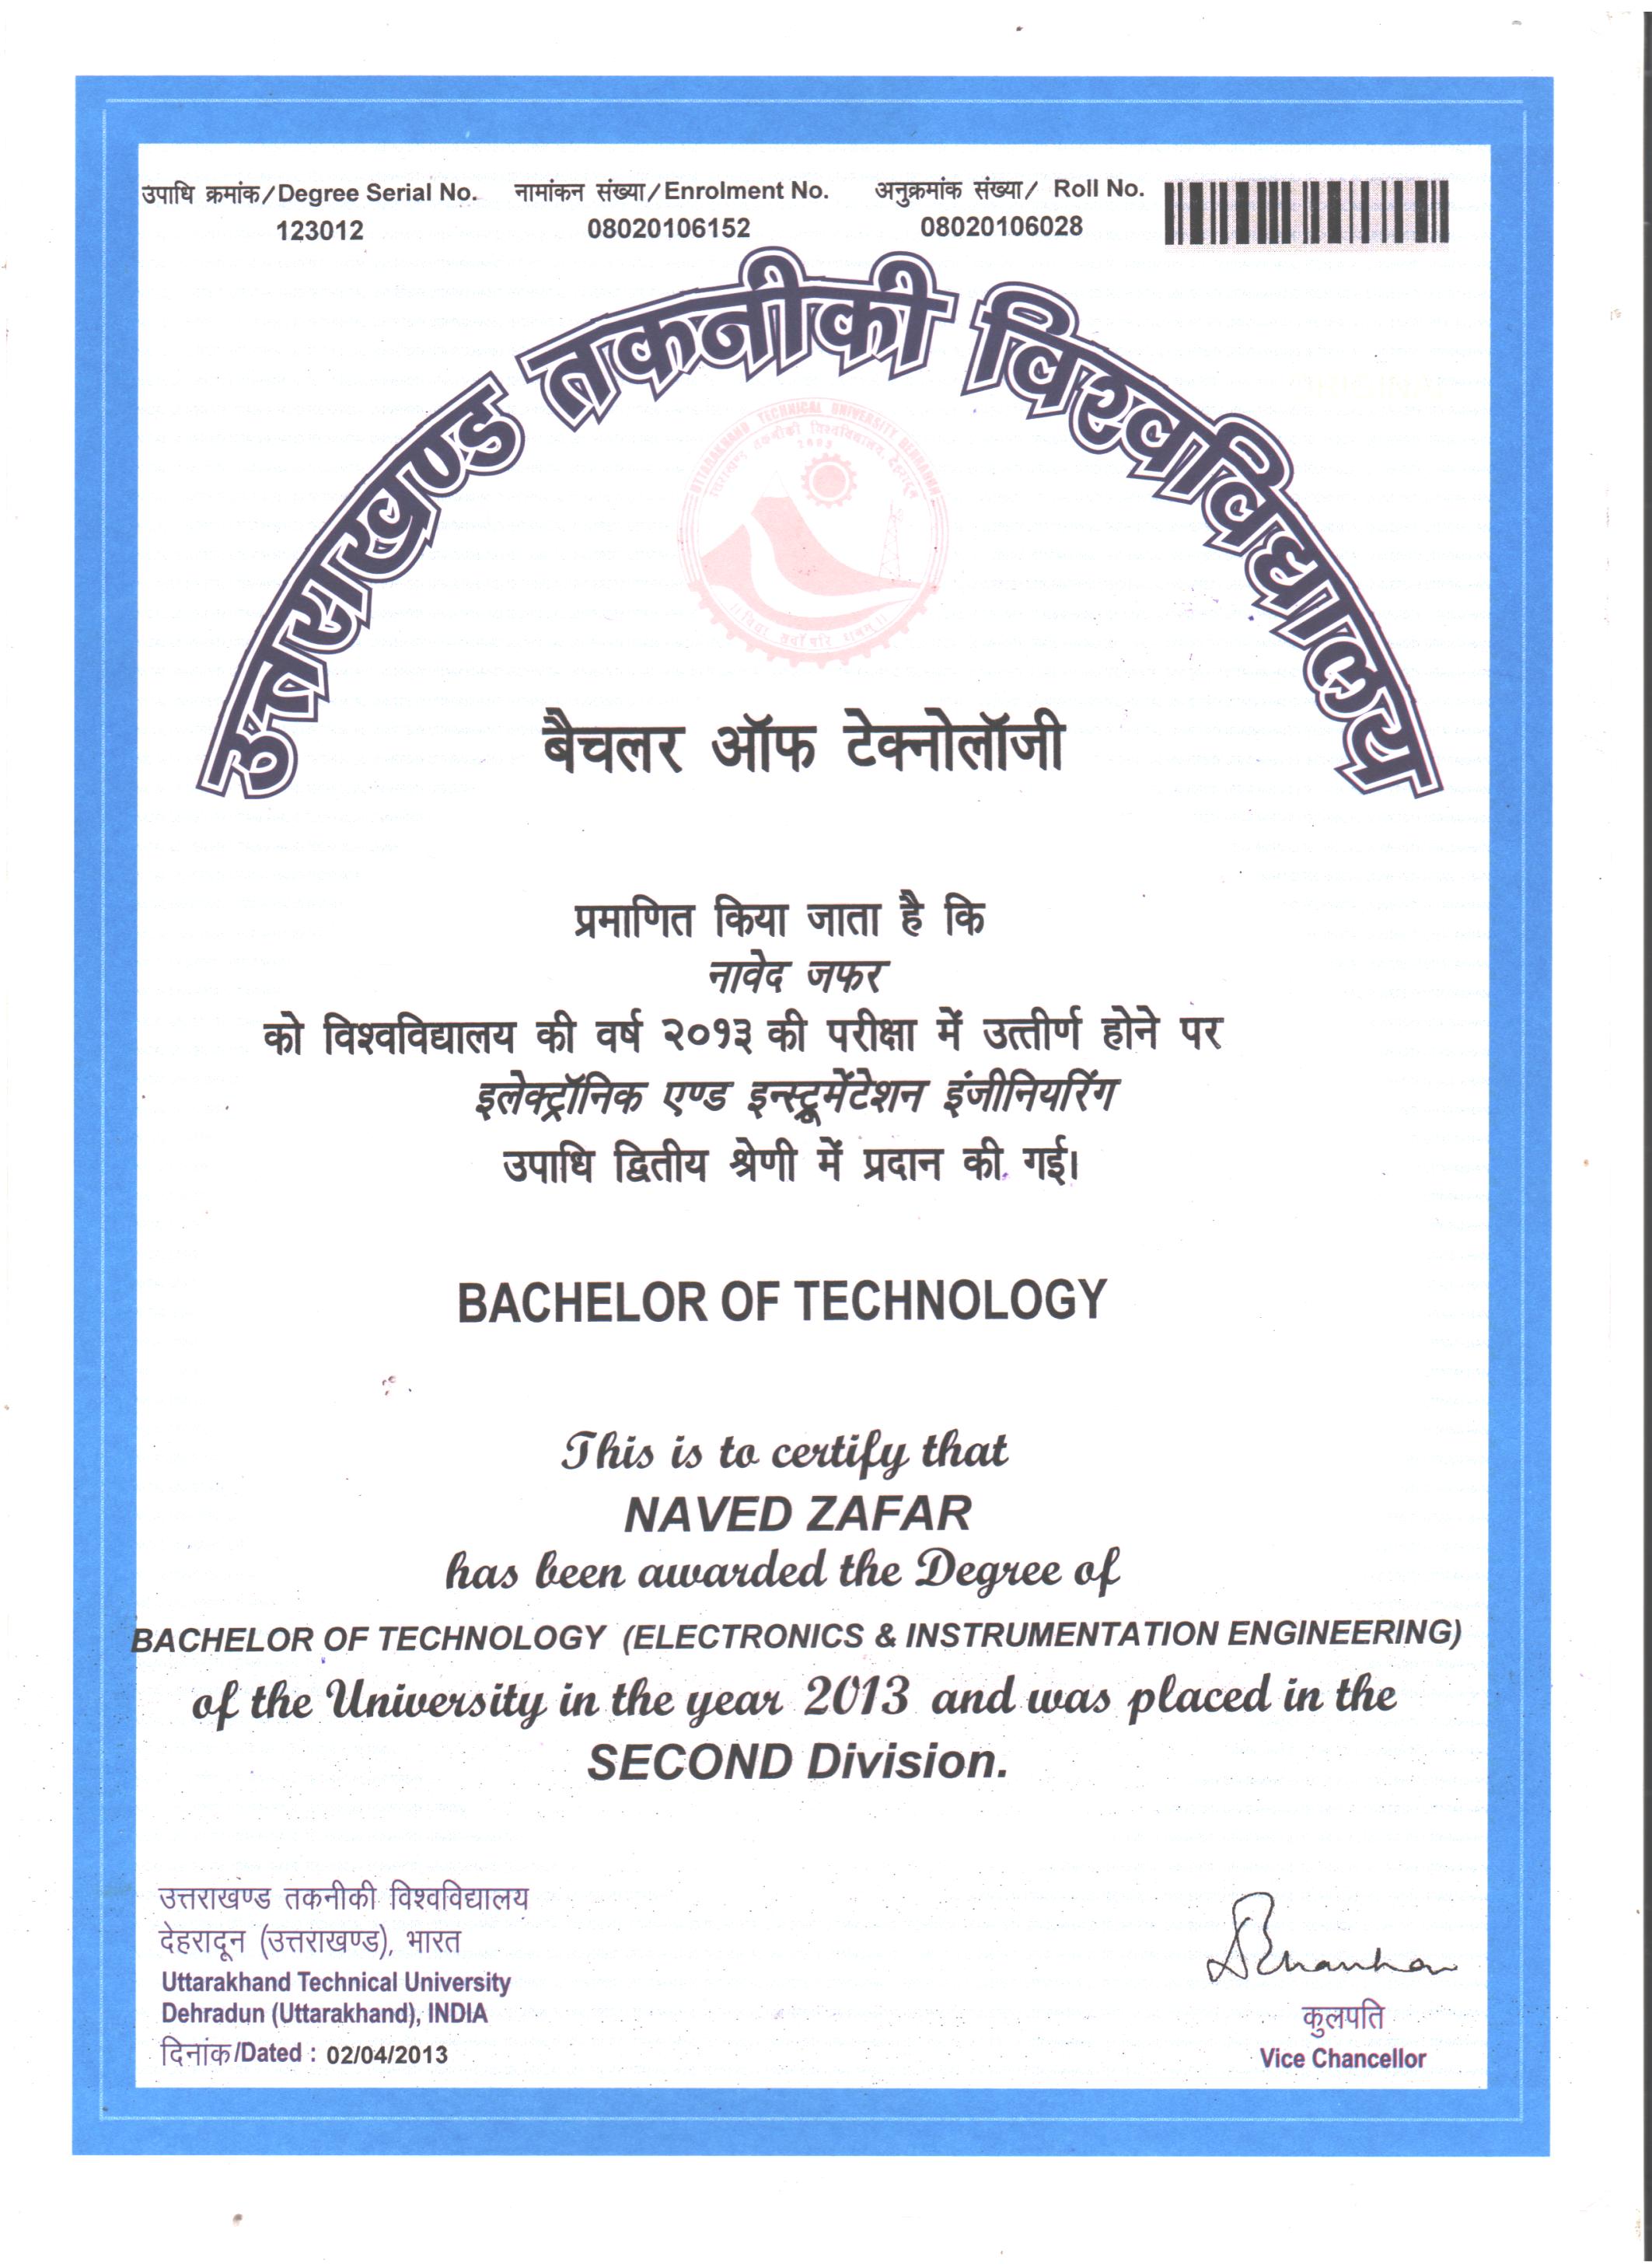 उपाधि क्रमांक/Degree Serial No. नामांकन संख्या/Enrolment No. अनुक्रमांक संख्या/ Roll No.
123012 08020106152 08020106028
उत्तराखण्ड तकनीकी विश्वविद्यालय
UTTARAKHAND TECHNICAL UNIVERSITY DEHRADUN
उत्तराखण्ड तकनीकी विश्वविद्यालय, देहरादून
बैचलर ऑफ टेक्नोलॉजी
प्रमाणित किया जाता है कि
नावेद जफर
को विश्वविद्यालय की वर्ष २०१३ की परीक्षा में उत्तीर्ण होने पर
इलेक्ट्रॉनिक एण्ड इन्स्ट्रूमेंटेशन इंजीनियरिंग
उपाधि द्वितीय श्रेणी में प्रदान की गई।
BACHELOR OF TECHNOLOGY
This is to certify that
NAVED ZAFAR
has been awarded the Degree of
BACHELOR OF TECHNOLOGY (ELECTRONICS & INSTRUMENTATION ENGINEERING)
of the University in the year 2013 and was placed in the
SECOND Division.
उत्तराखण्ड तकनीकी विश्वविद्यालय
देहरादून (उत्तराखण्ड), भारत
Uttarakhand Technical University
Dehradun (Uttarakhand), INDIA
दिनांक/Dated : 02/04/2013
कुलपति
Vice Chancellor